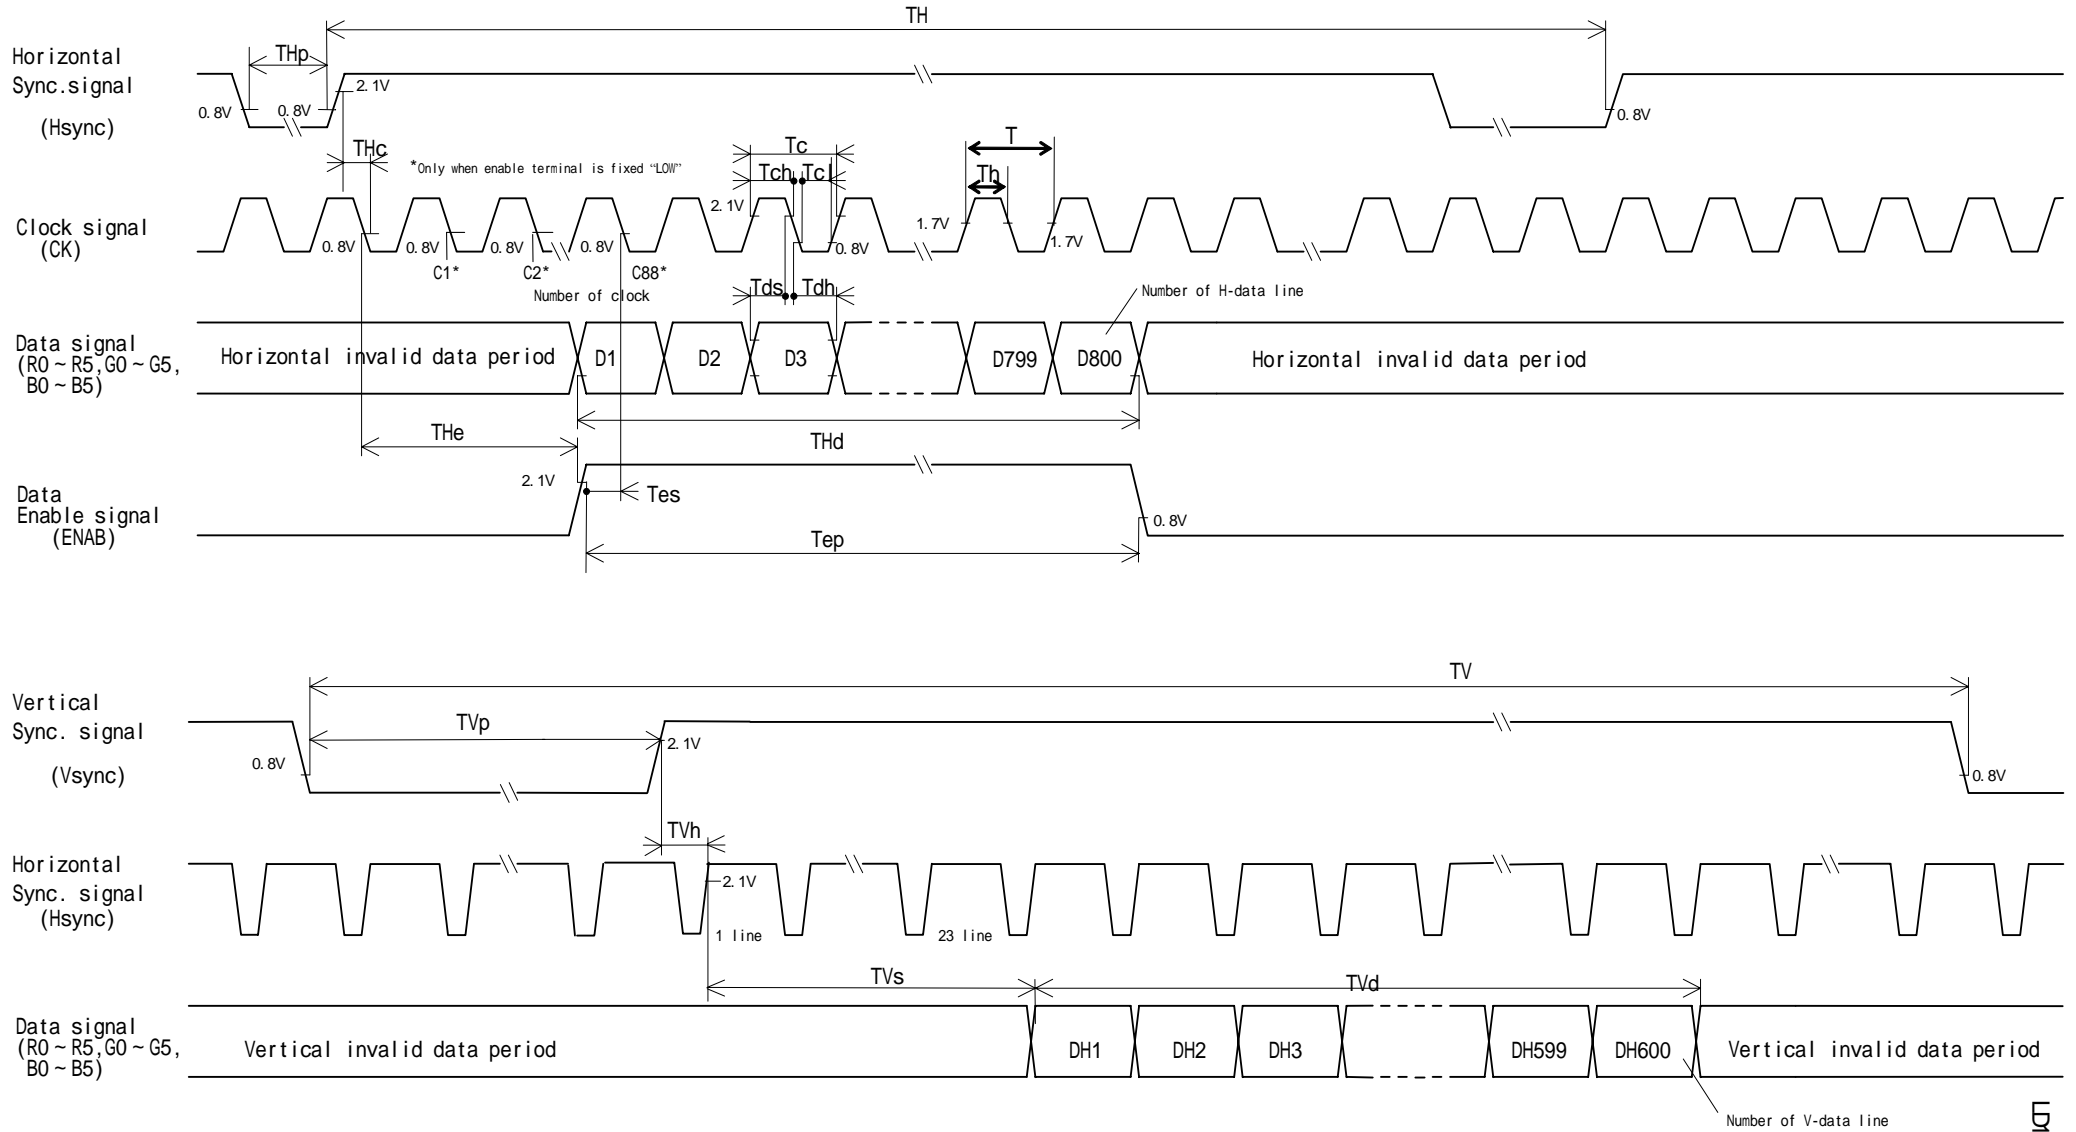 TH
Horizontal
Sync.signal
(Hsync)
THp
0.8V
0.8V
2.1V
0.8V
THc
*Only when enable terminal is fixed “LOW”
Tc
Tch
Tcl
T
Th
Clock signal
(CK)
2.1V
1.7V
1.7V
0.8V
0.8V
0.8V
0.8V
0.8V
C1*
C2*
C88*
Number of clock
Tds
Tdh
Number of H-data line
Data signal
(R0～R5,G0～G5,
B0～B5)
Horizontal invalid data period
D1
D2
D3
D799
D800
Horizontal invalid data period
THe
THd
Data
Enable signal
(ENAB)
2.1V
Tes
0.8V
Tep
TV
Vertical
Sync. signal
(Vsync)
TVp
0.8V
2.1V
0.8V
TVh
Horizontal
Sync. signal
(Hsync)
2.1V
1 line
23 line
TVs
TVd
Data signal
(R0～R5,G0～G5,
B0～B5)
Vertical invalid data period
DH1
DH2
DH3
DH599
DH600
Vertical invalid data period
Number of V-data line